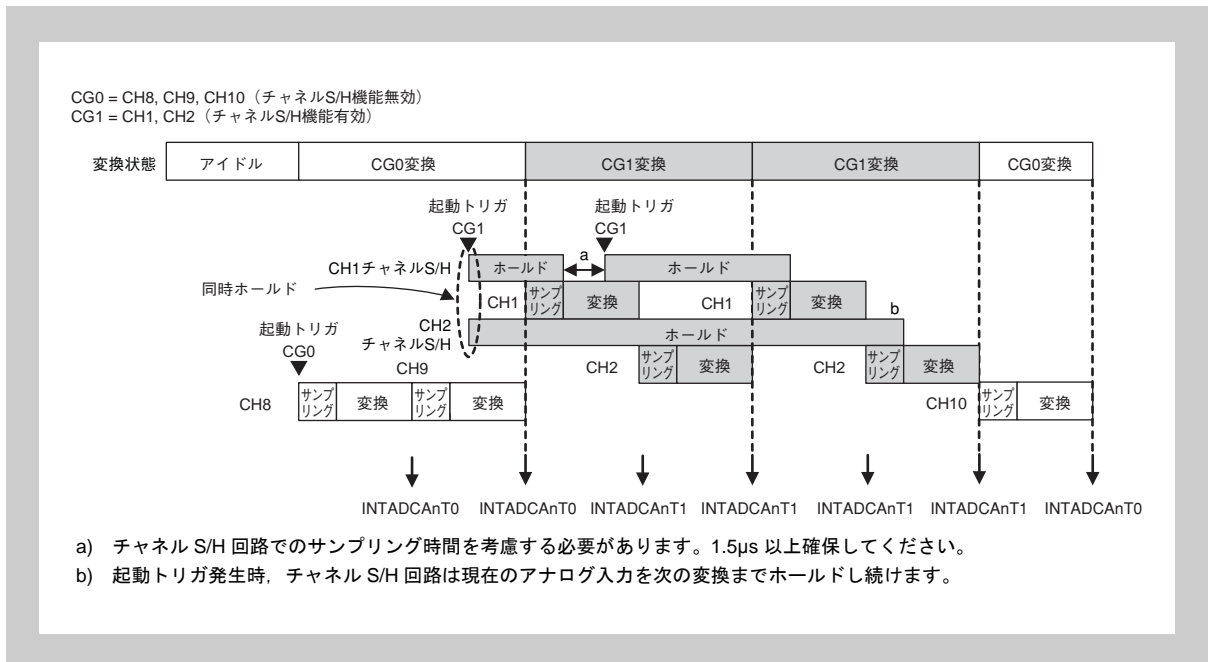 CG0 = CH8, CH9, CH10（チャネルS/H機能無効）
CG1 = CH1, CH2（チャネルS/H機能有効）
変換状態 アイドル CG0変換 CG1変換 CG1変換 CG0変換
起動トリガ 起動トリガ
CG1 CG1
a
CH1チャネルS/H ホールド ホールド
同時ホールド
CH1 サンプリング 変換 CH1 サンプリング 変換 b
CH2
チャネルS/H ホールド
起動トリガ
CG0
CH9 CH2 サンプリング 変換 CH2 サンプリング 変換
CH8 サンプリング 変換 サンプリング 変換 CH10 サンプリング 変換
INTADCAnT0 INTADCAnT0 INTADCAnT1 INTADCAnT1 INTADCAnT1 INTADCAnT1 INTADCAnT0
a) チャネル S/H 回路でのサンプリング時間を考慮する必要があります。1.5μs 以上確保してください。
b) 起動トリガ発生時，チャネル S/H 回路は現在のアナログ入力を次の変換までホールドし続けます。